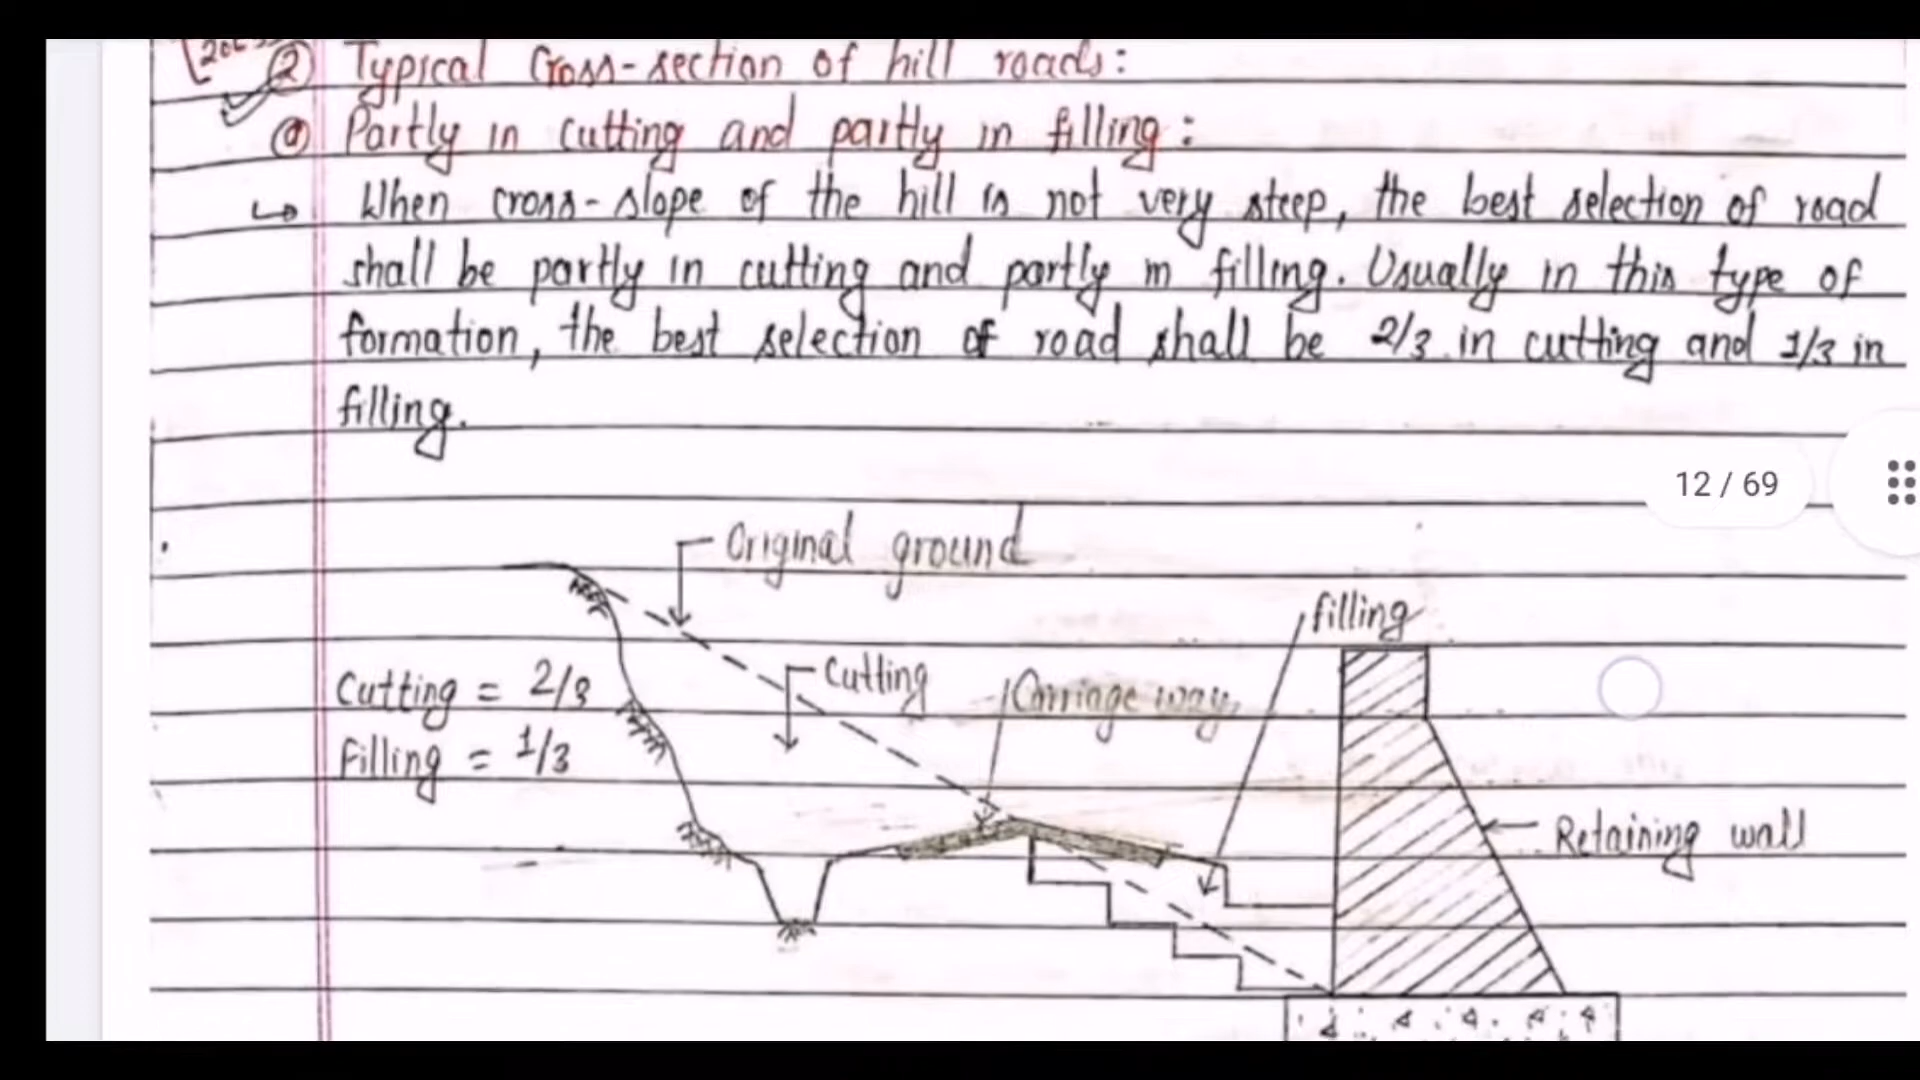 ② Typical Cross-section of hill roads:
ⓐ Partly in cutting and partly in filling:
↳ When cross-slope of the hill is not very steep, the best selection of road
shall be partly in cutting and partly in filling. Usually in this type of
formation, the best selection of road shall be 2/3 in cutting and 1/3 in
filling.
12 / 69
Original ground
filling
Cutting
Carriage way
Cutting = 2/3
Filling = 1/3
Retaining wall